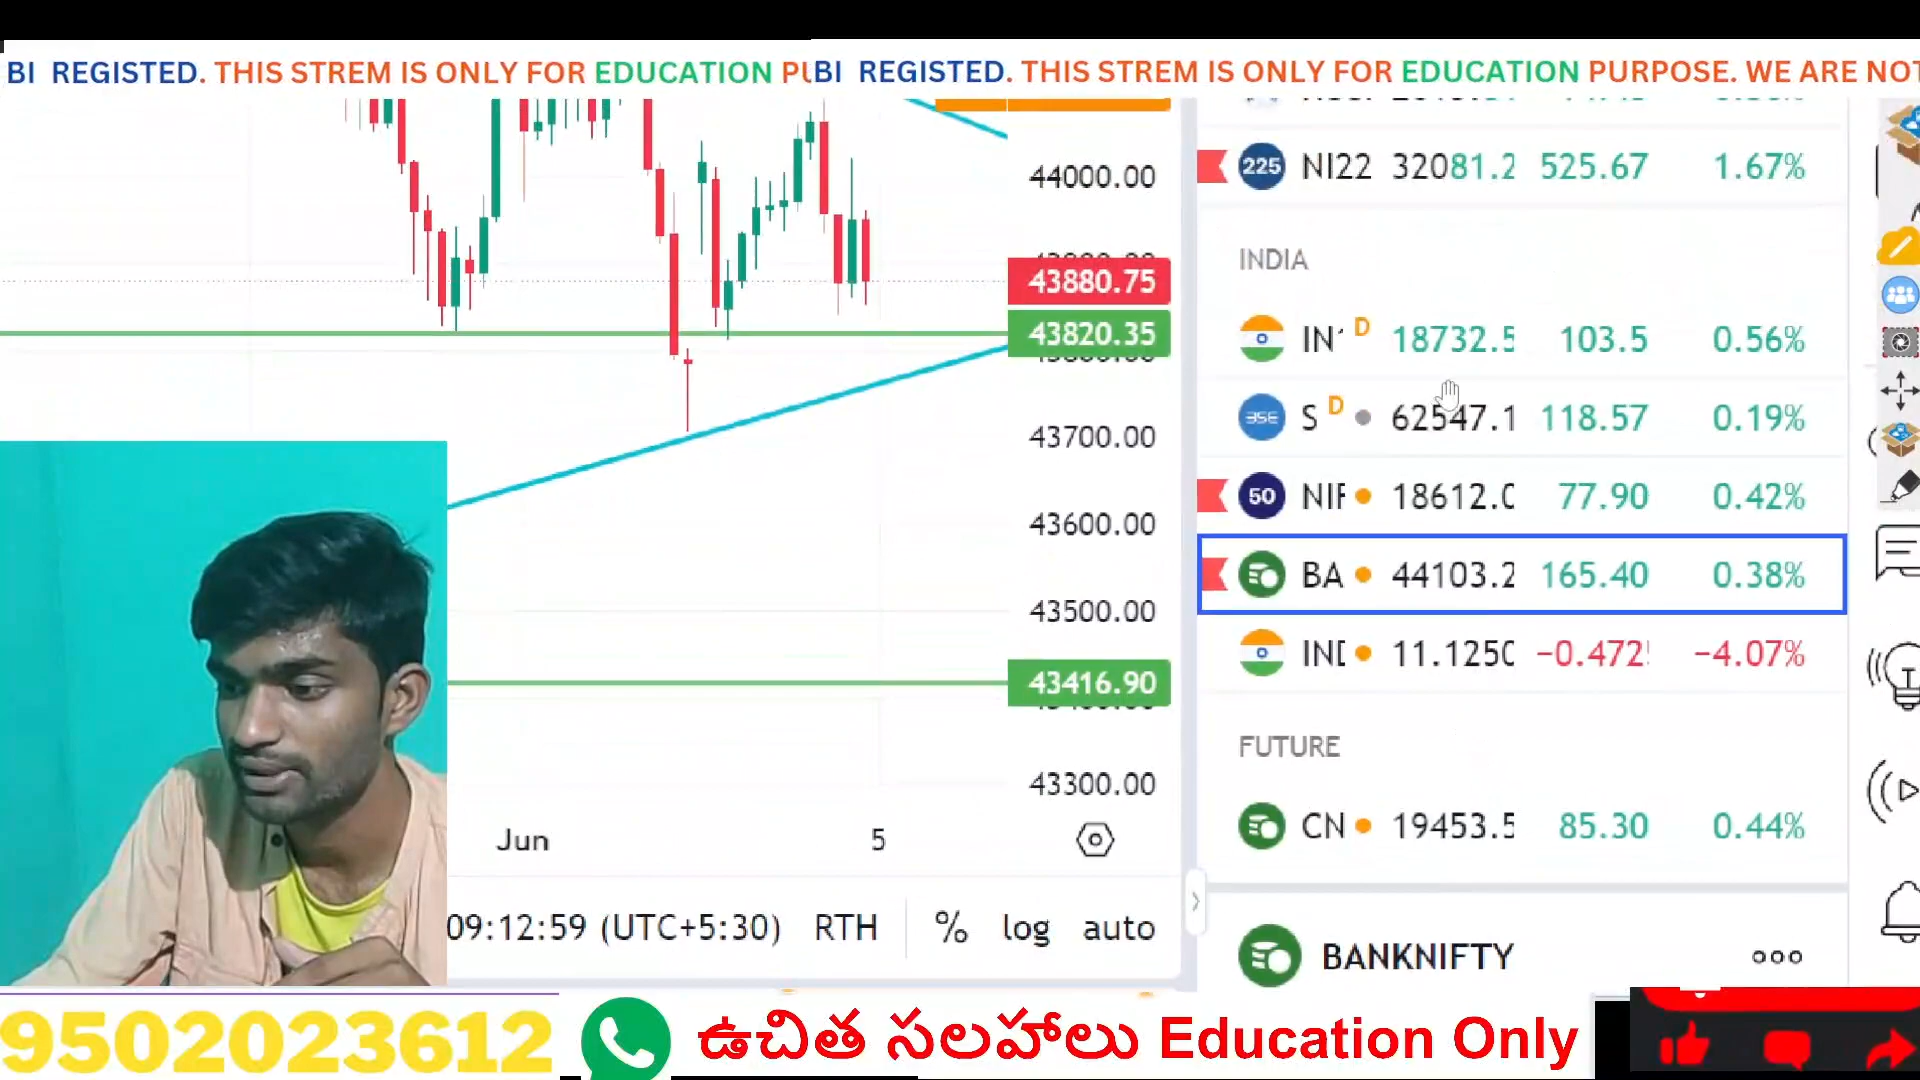 BI REGISTED. THIS STREM IS ONLY FOR EDUCATION PU
BI REGISTED. THIS STREM IS ONLY FOR EDUCATION PURPOSE. WE ARE NOT
44000.00
43880.75
43820.35
43700.00
43600.00
43500.00
43416.90
43300.00
Jun
5
09:12:59 (UTC+5:30) RTH % log auto
225 NI22 32081.2 525.67 1.67%
INDIA
IN D 18732.5 103.5 0.56%
BSE S D 62547.1 118.57 0.19%
50 NIF 18612.0 77.90 0.42%
BA 44103.2 165.40 0.38%
IND 11.1250 −0.472 −4.07%
FUTURE
CN 19453.5 85.30 0.44%
BANKNIFTY
9502023612
ఉచిత సలహాలు Education Only